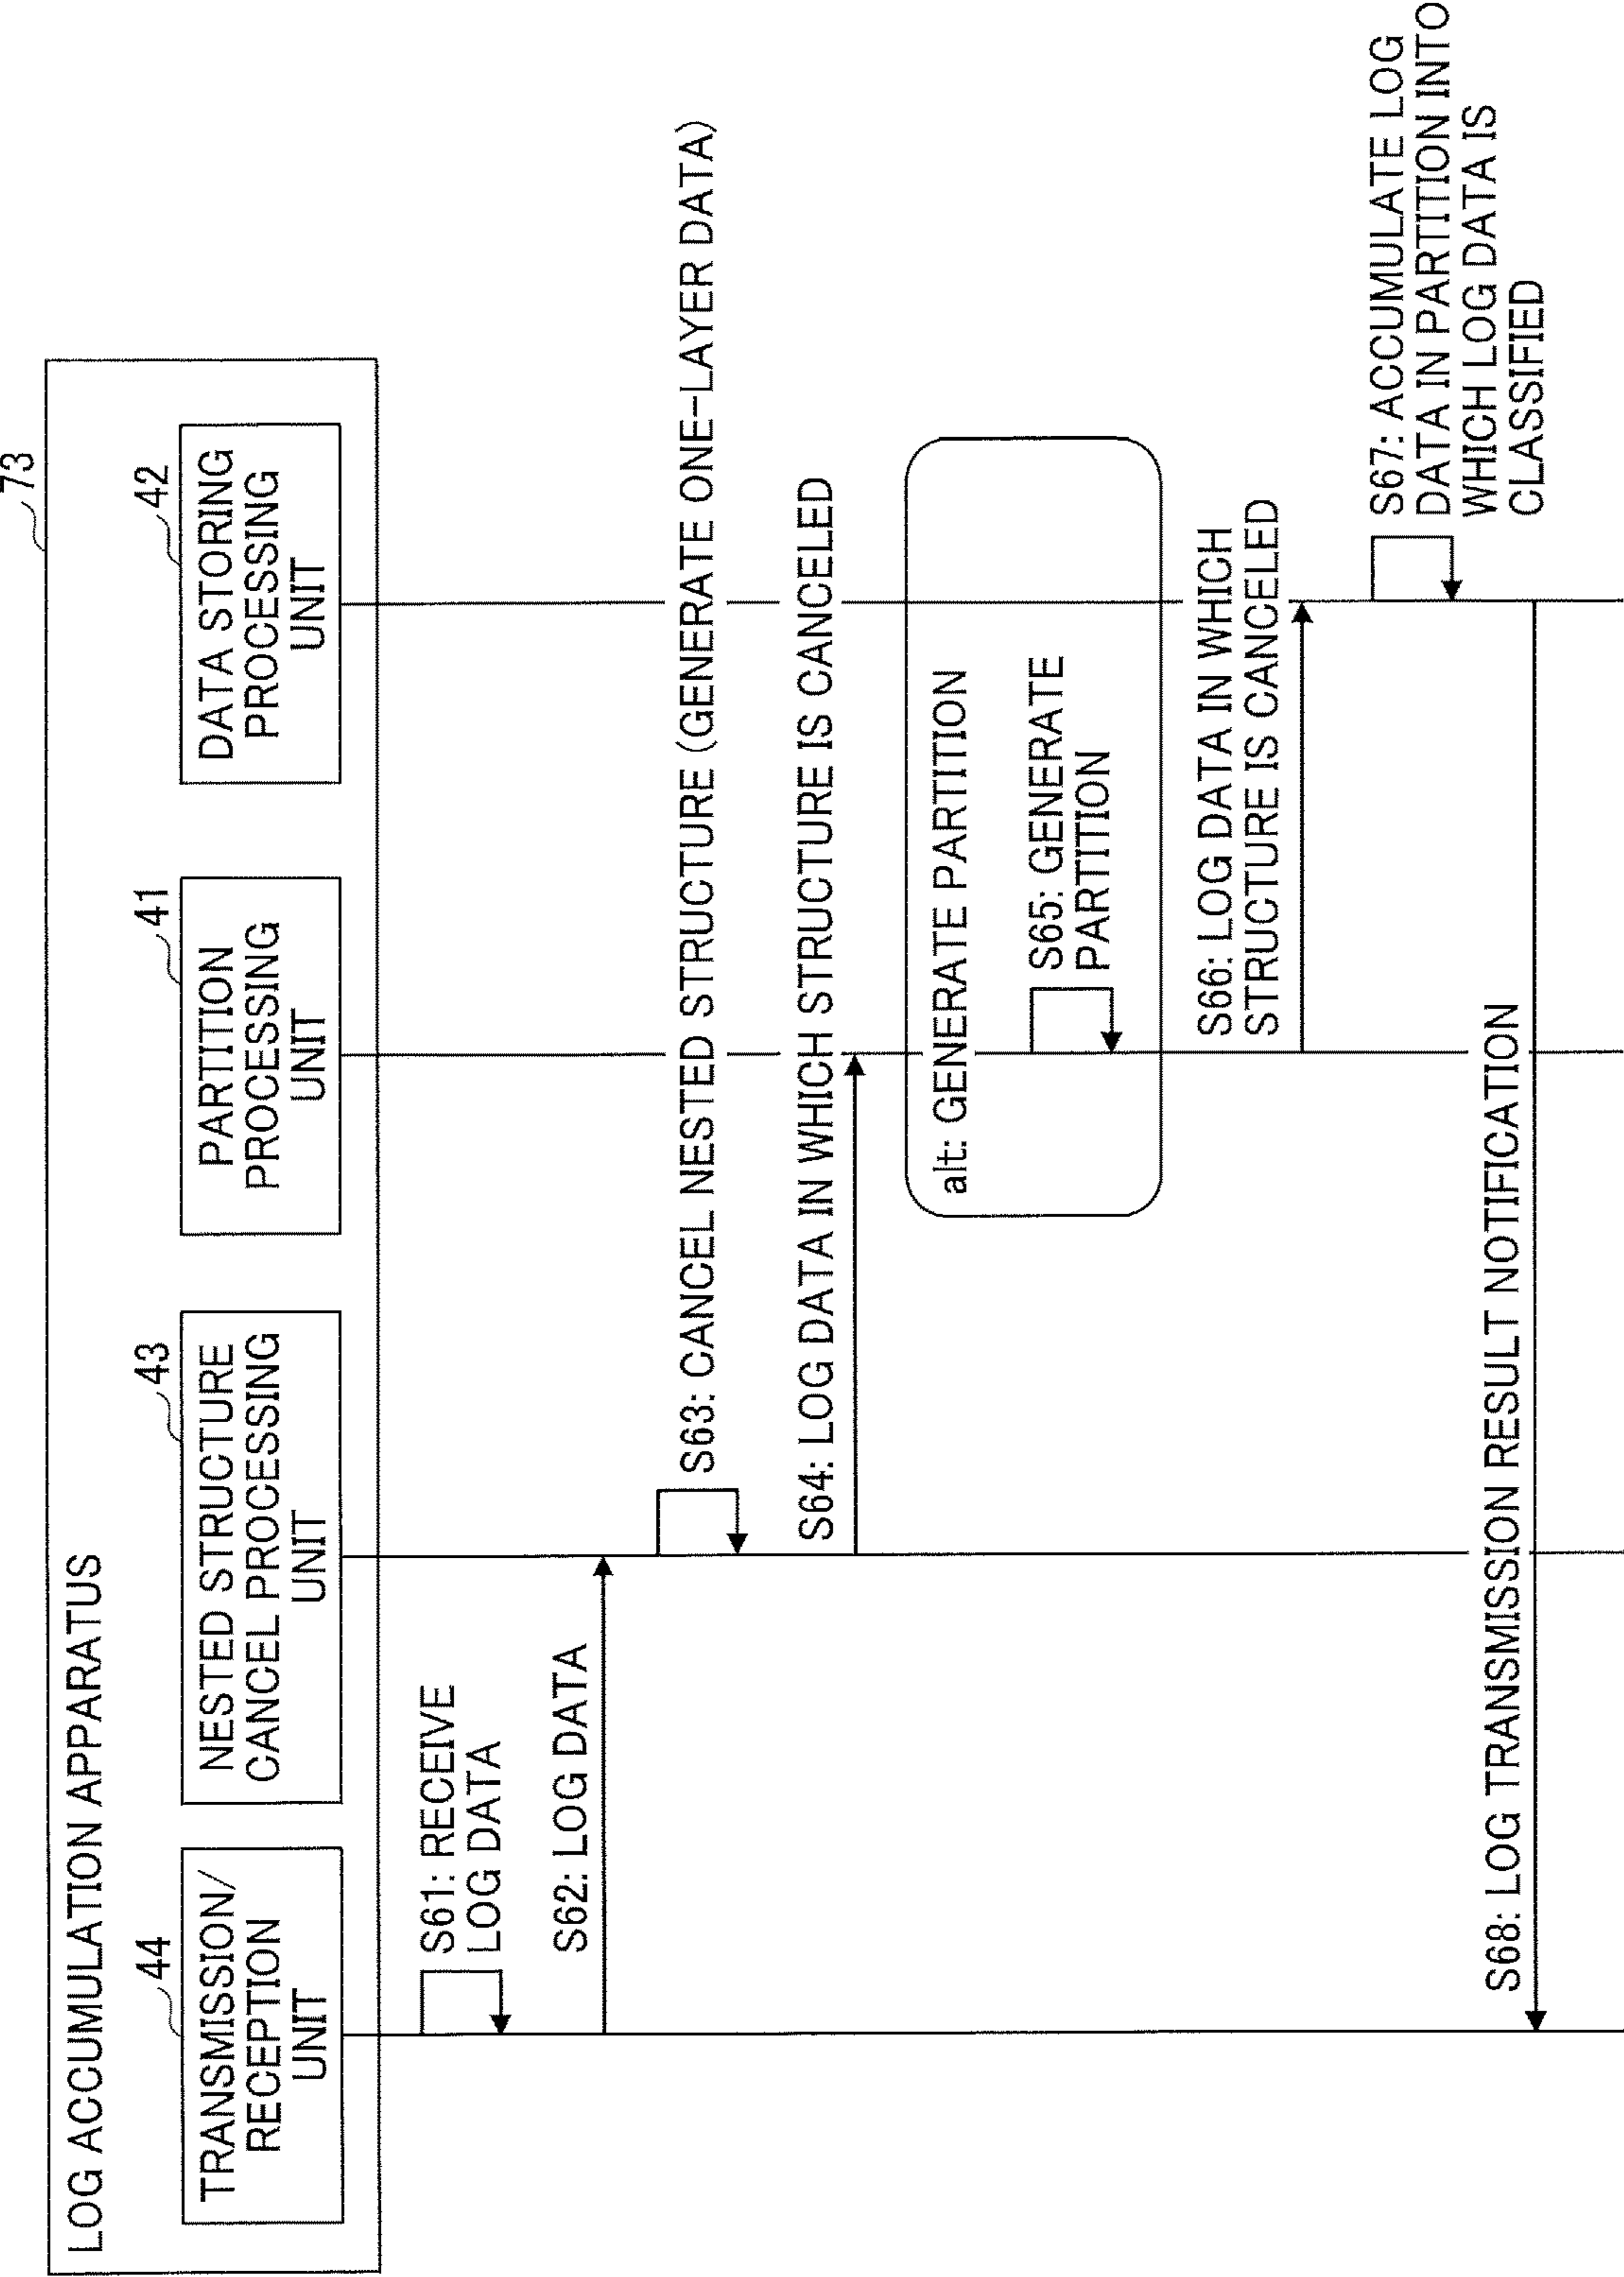 73
LOG ACCUMULATION APPARATUS
44
TRANSMISSION/
RECEPTION
UNIT
43
NESTED STRUCTURE
CANCEL PROCESSING
UNIT
41
PARTITION
PROCESSING
UNIT
42
DATA STORING
PROCESSING
UNIT
S61: RECEIVE
LOG DATA
S62: LOG DATA
S63: CANCEL NESTED STRUCTURE (GENERATE ONE-LAYER DATA)
S64: LOG DATA IN WHICH STRUCTURE IS CANCELED
alt: GENERATE PARTITION
S65: GENERATE
PARTITION
S66: LOG DATA IN WHICH
STRUCTURE IS CANCELED
S67: ACCUMULATE LOG
DATA IN PARTITION INTO
WHICH LOG DATA IS
CLASSIFIED
S68: LOG TRANSMISSION RESULT NOTIFICATION